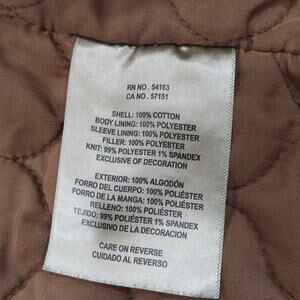 RN NO. 54163
CA NO. 57151
SHELL: 100% COTTON
BODY LINING: 100% POLYESTER
SLEEVE LINING: 100% POLYESTER
FILLER: 100% POLYESTER
KNIT: 99% POLYESTER 1% SPANDEX
EXCLUSIVE OF DECORATION
EXTERIOR: 100% ALGODÓN
FORRO DEL CUERPO: 100% POLIÉSTER
FORRO DE LA MANGA: 100% POLIÉSTER
RELLENO: 100% POLIÉSTER
TEJIDO: 99% POLIÉSTER 1% SPANDEX
EXCLUSIVO DE LA DECORACION
CARE ON REVERSE
CUIDADO AL REVERSO